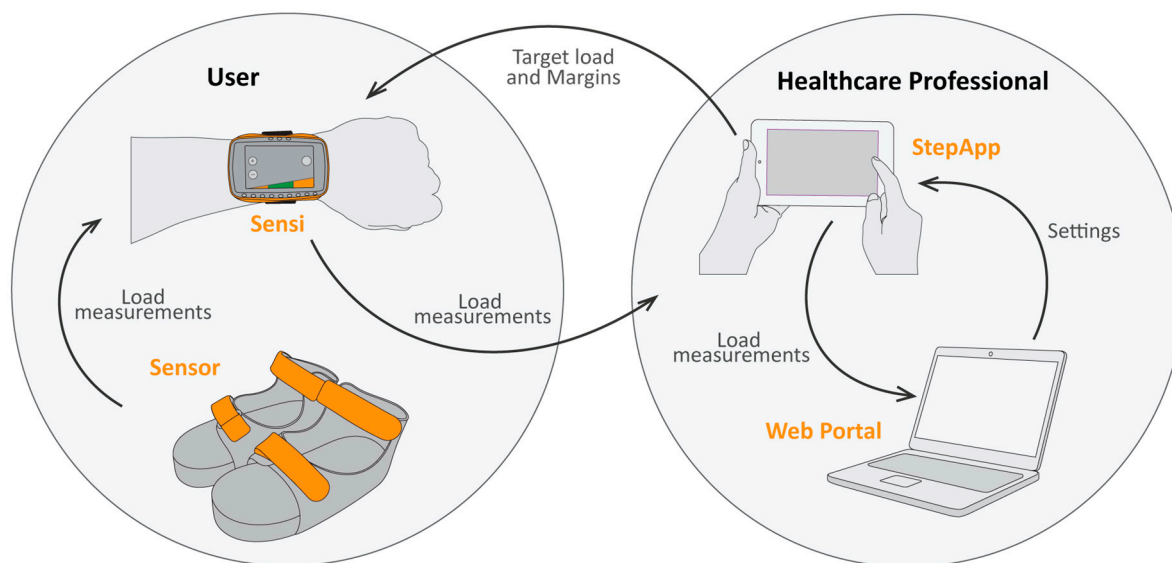 User
Target load
and Margins
Healthcare Professional
StepApp
Sensi
Settings
Load
measurements
Load
measurements
Load
measurements
Sensor
Web Portal